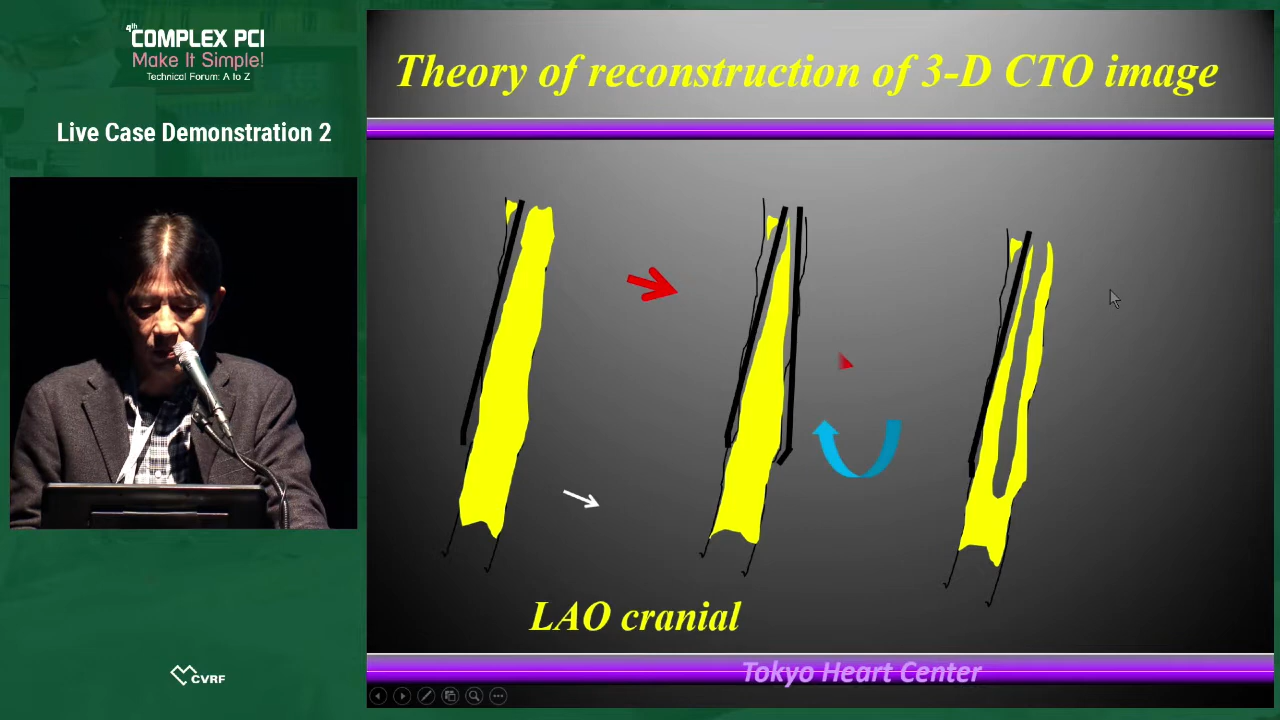 4th
COMPLEX PCI
Make It Simple!
Technical Forum: A to Z
Live Case Demonstration 2
CVRF
Theory of reconstruction of 3-D CTO image
LAO cranial
Tokyo Heart Center